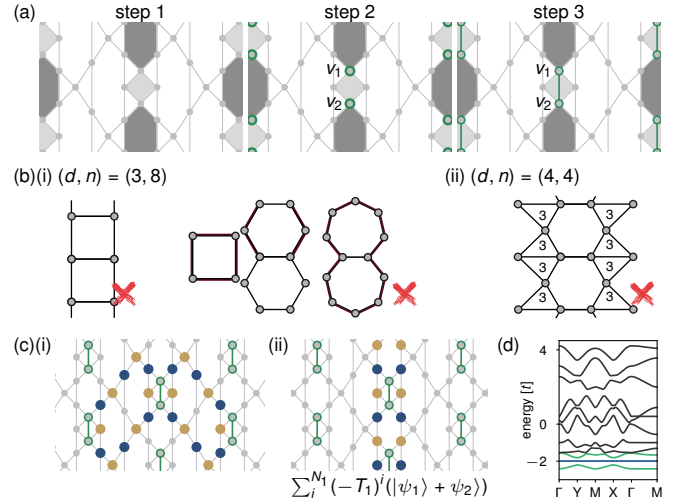 (a) step 1 step 2 step 3
v₁ v₁
v₂ v₂
(b)(i) (d, n) = (3, 8) (ii) (d, n) = (4, 4)
3 3
3 3
3 3
3 3
(c)(i) (ii) (d)
4
0
−2
energy [t]
Γ Y M X Γ M
∑ᵢᴺ¹(−T₁)ⁱ(|ψ₁⟩ + ψ₂⟩)